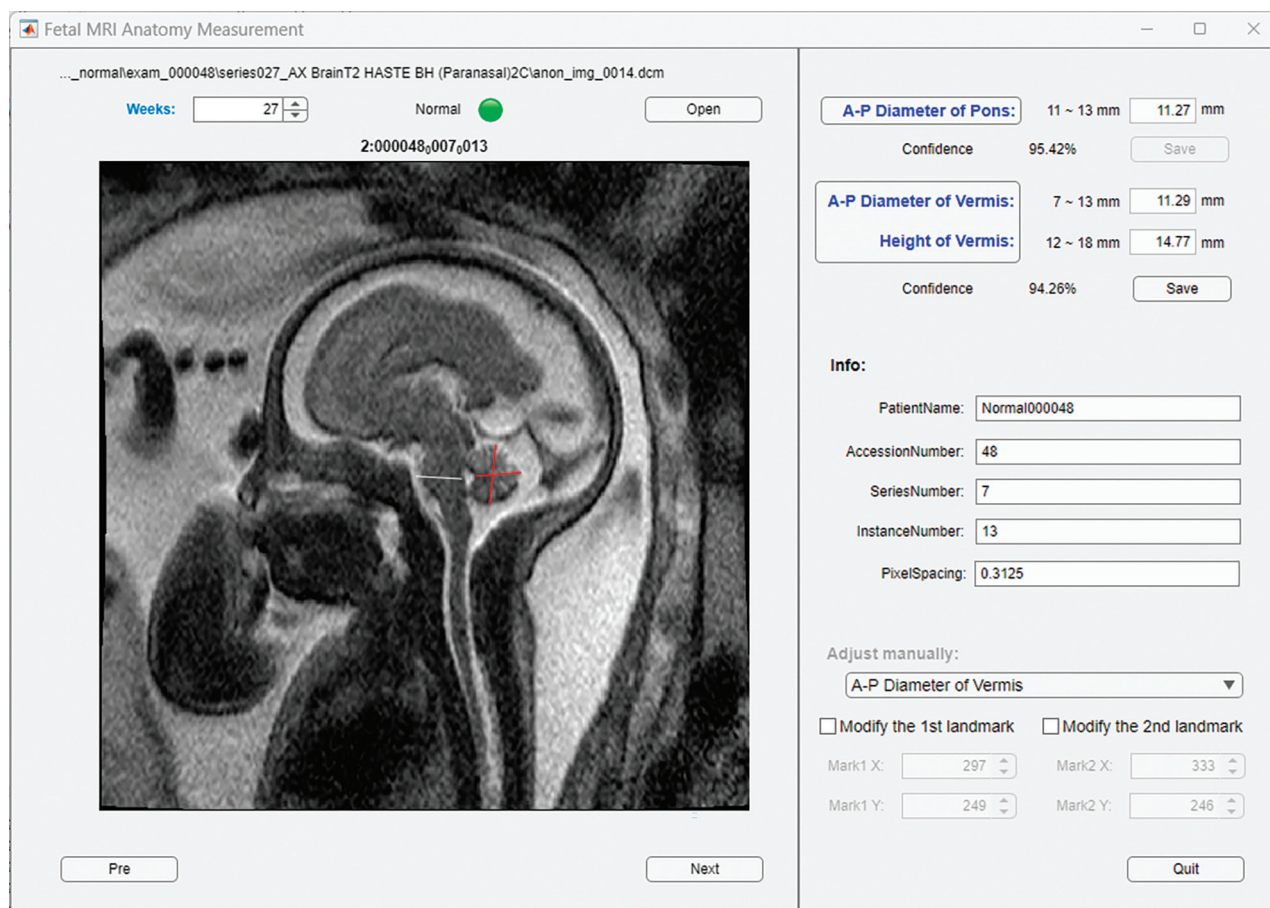 Fetal MRI Anatomy Measurement
..._normal\exam_000048\series027_AX BrainT2 HASTE BH (Paranasal)2C\anon_img_0014.dcm
Weeks: 27 Normal Open
2:000048₀007₀013
A-P Diameter of Pons: 11 ~ 13 mm 11.27 mm
Confidence 95.42% Save
A-P Diameter of Vermis: 7 ~ 13 mm 11.29 mm
Height of Vermis: 12 ~ 18 mm 14.77 mm
Confidence 94.26% Save
Info:
PatientName: Normal000048
AccessionNumber: 48
SeriesNumber: 7
InstanceNumber: 13
PixelSpacing: 0.3125
Adjust manually:
A-P Diameter of Vermis
Modify the 1st landmark Modify the 2nd landmark
Mark1 X: 297 Mark2 X: 333
Mark1 Y: 249 Mark2 Y: 246
Pre Next Quit